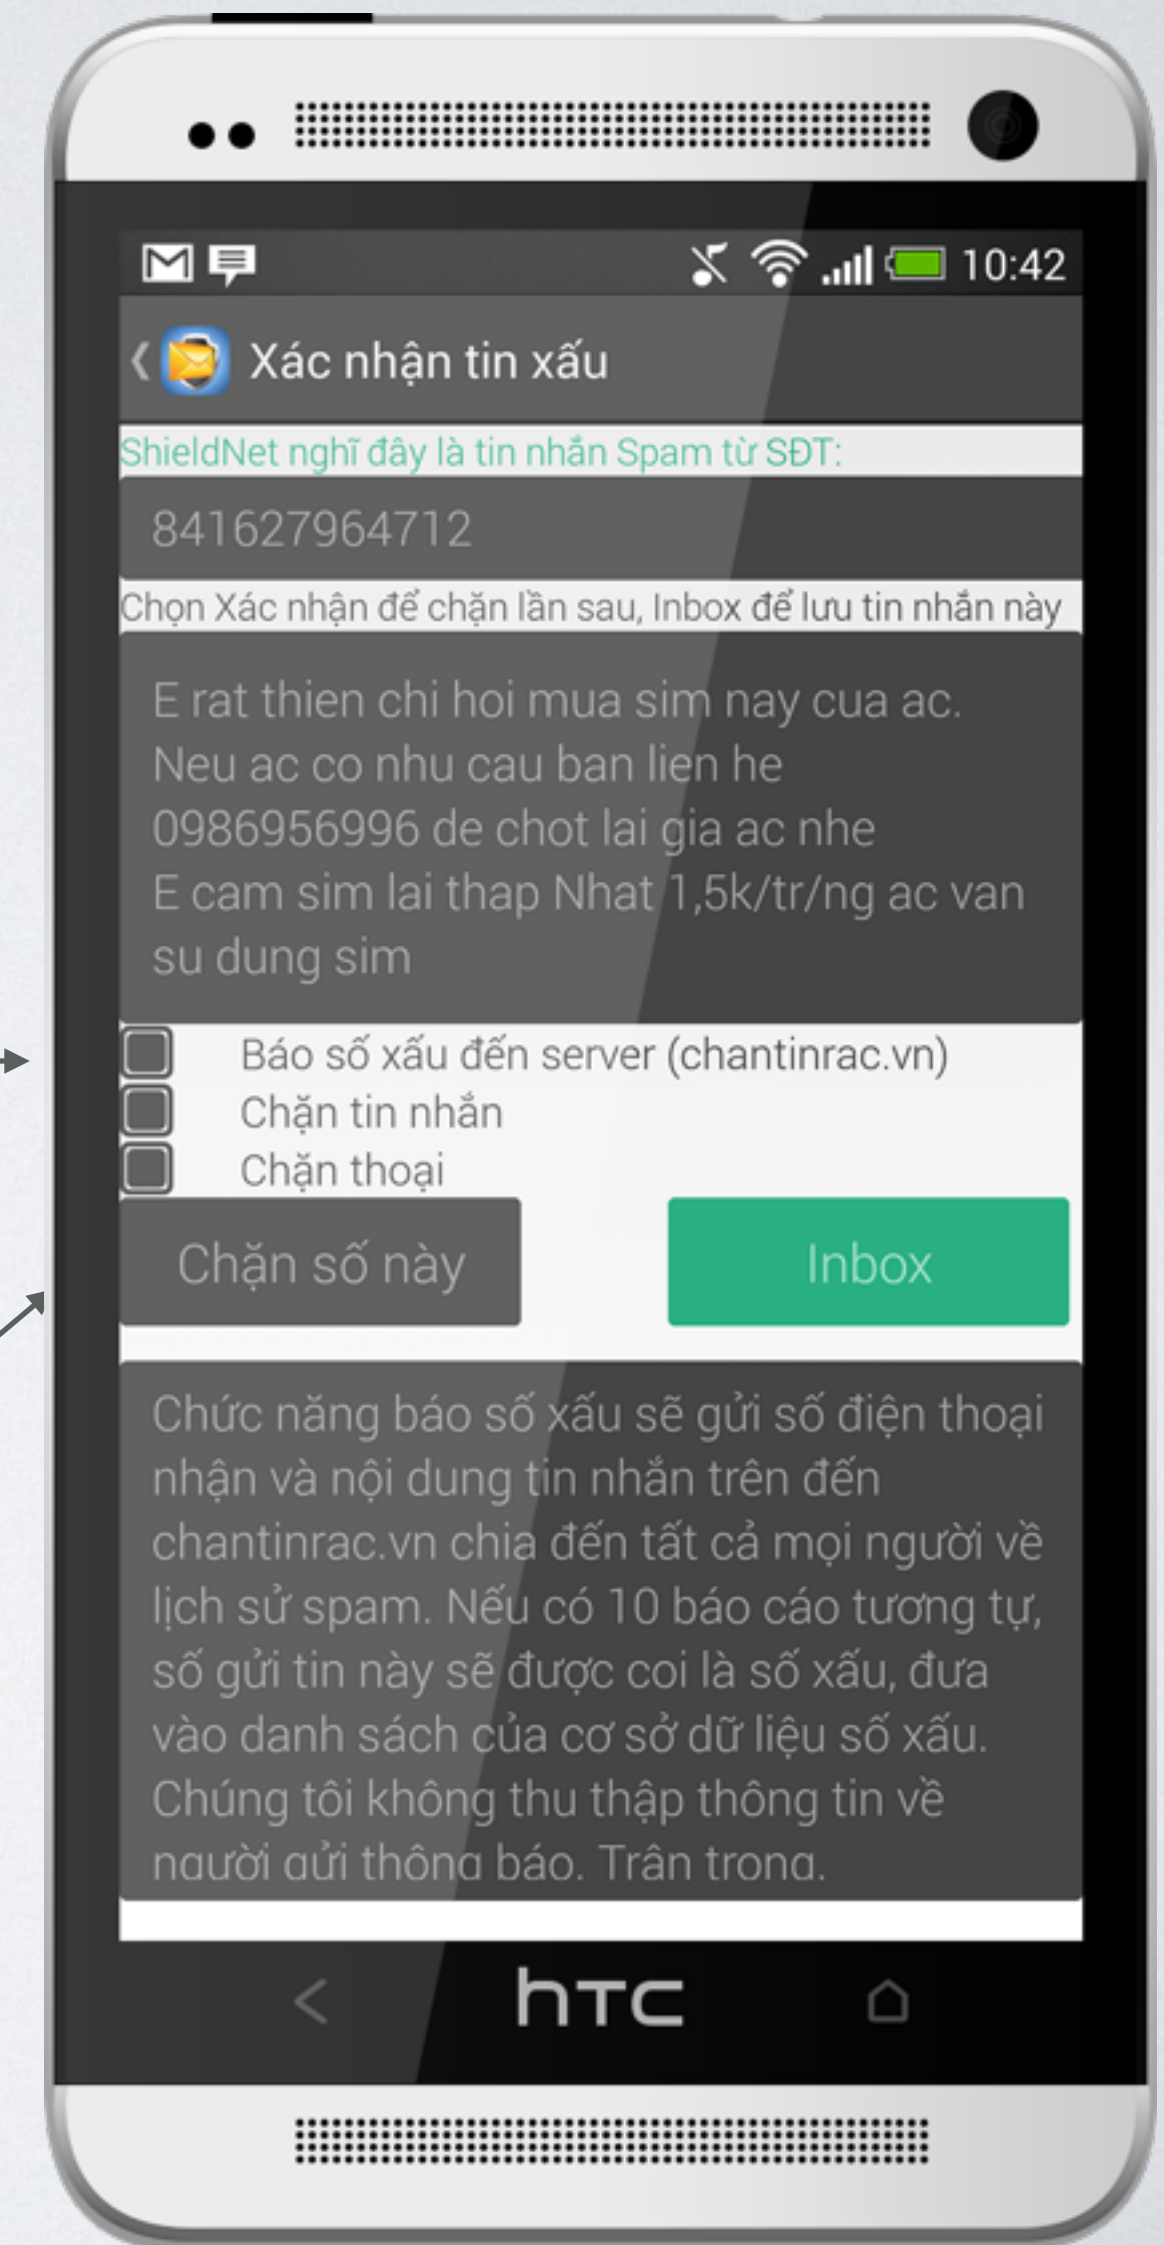 10:42
Xác nhận tin xấu
ShieldNet nghĩ đây là tin nhắn Spam từ SĐT:
841627964712
Chọn Xác nhận để chặn lần sau, Inbox để lưu tin nhắn này
E rat thien chi hoi mua sim nay cua ac.
Neu ac co nhu cau ban lien he
0986956996 de chot lai gia ac nhe
E cam sim lai thap Nhat 1,5k/tr/ng ac van
su dung sim
Báo số xấu đến server (chantinrac.vn)
Chặn tin nhắn
Chặn thoại
Chặn số này
Inbox
Chức năng báo số xấu sẽ gửi số điện thoại
nhận và nội dung tin nhắn trên đến
chantinrac.vn chia đến tất cả mọi người về
lịch sử spam. Nếu có 10 báo cáo tương tự,
số gửi tin này sẽ được coi là số xấu, đưa
vào danh sách của cơ sở dữ liệu số xấu.
Chúng tôi không thu thập thông tin về
người gửi thông báo. Trân trọng.
hTC